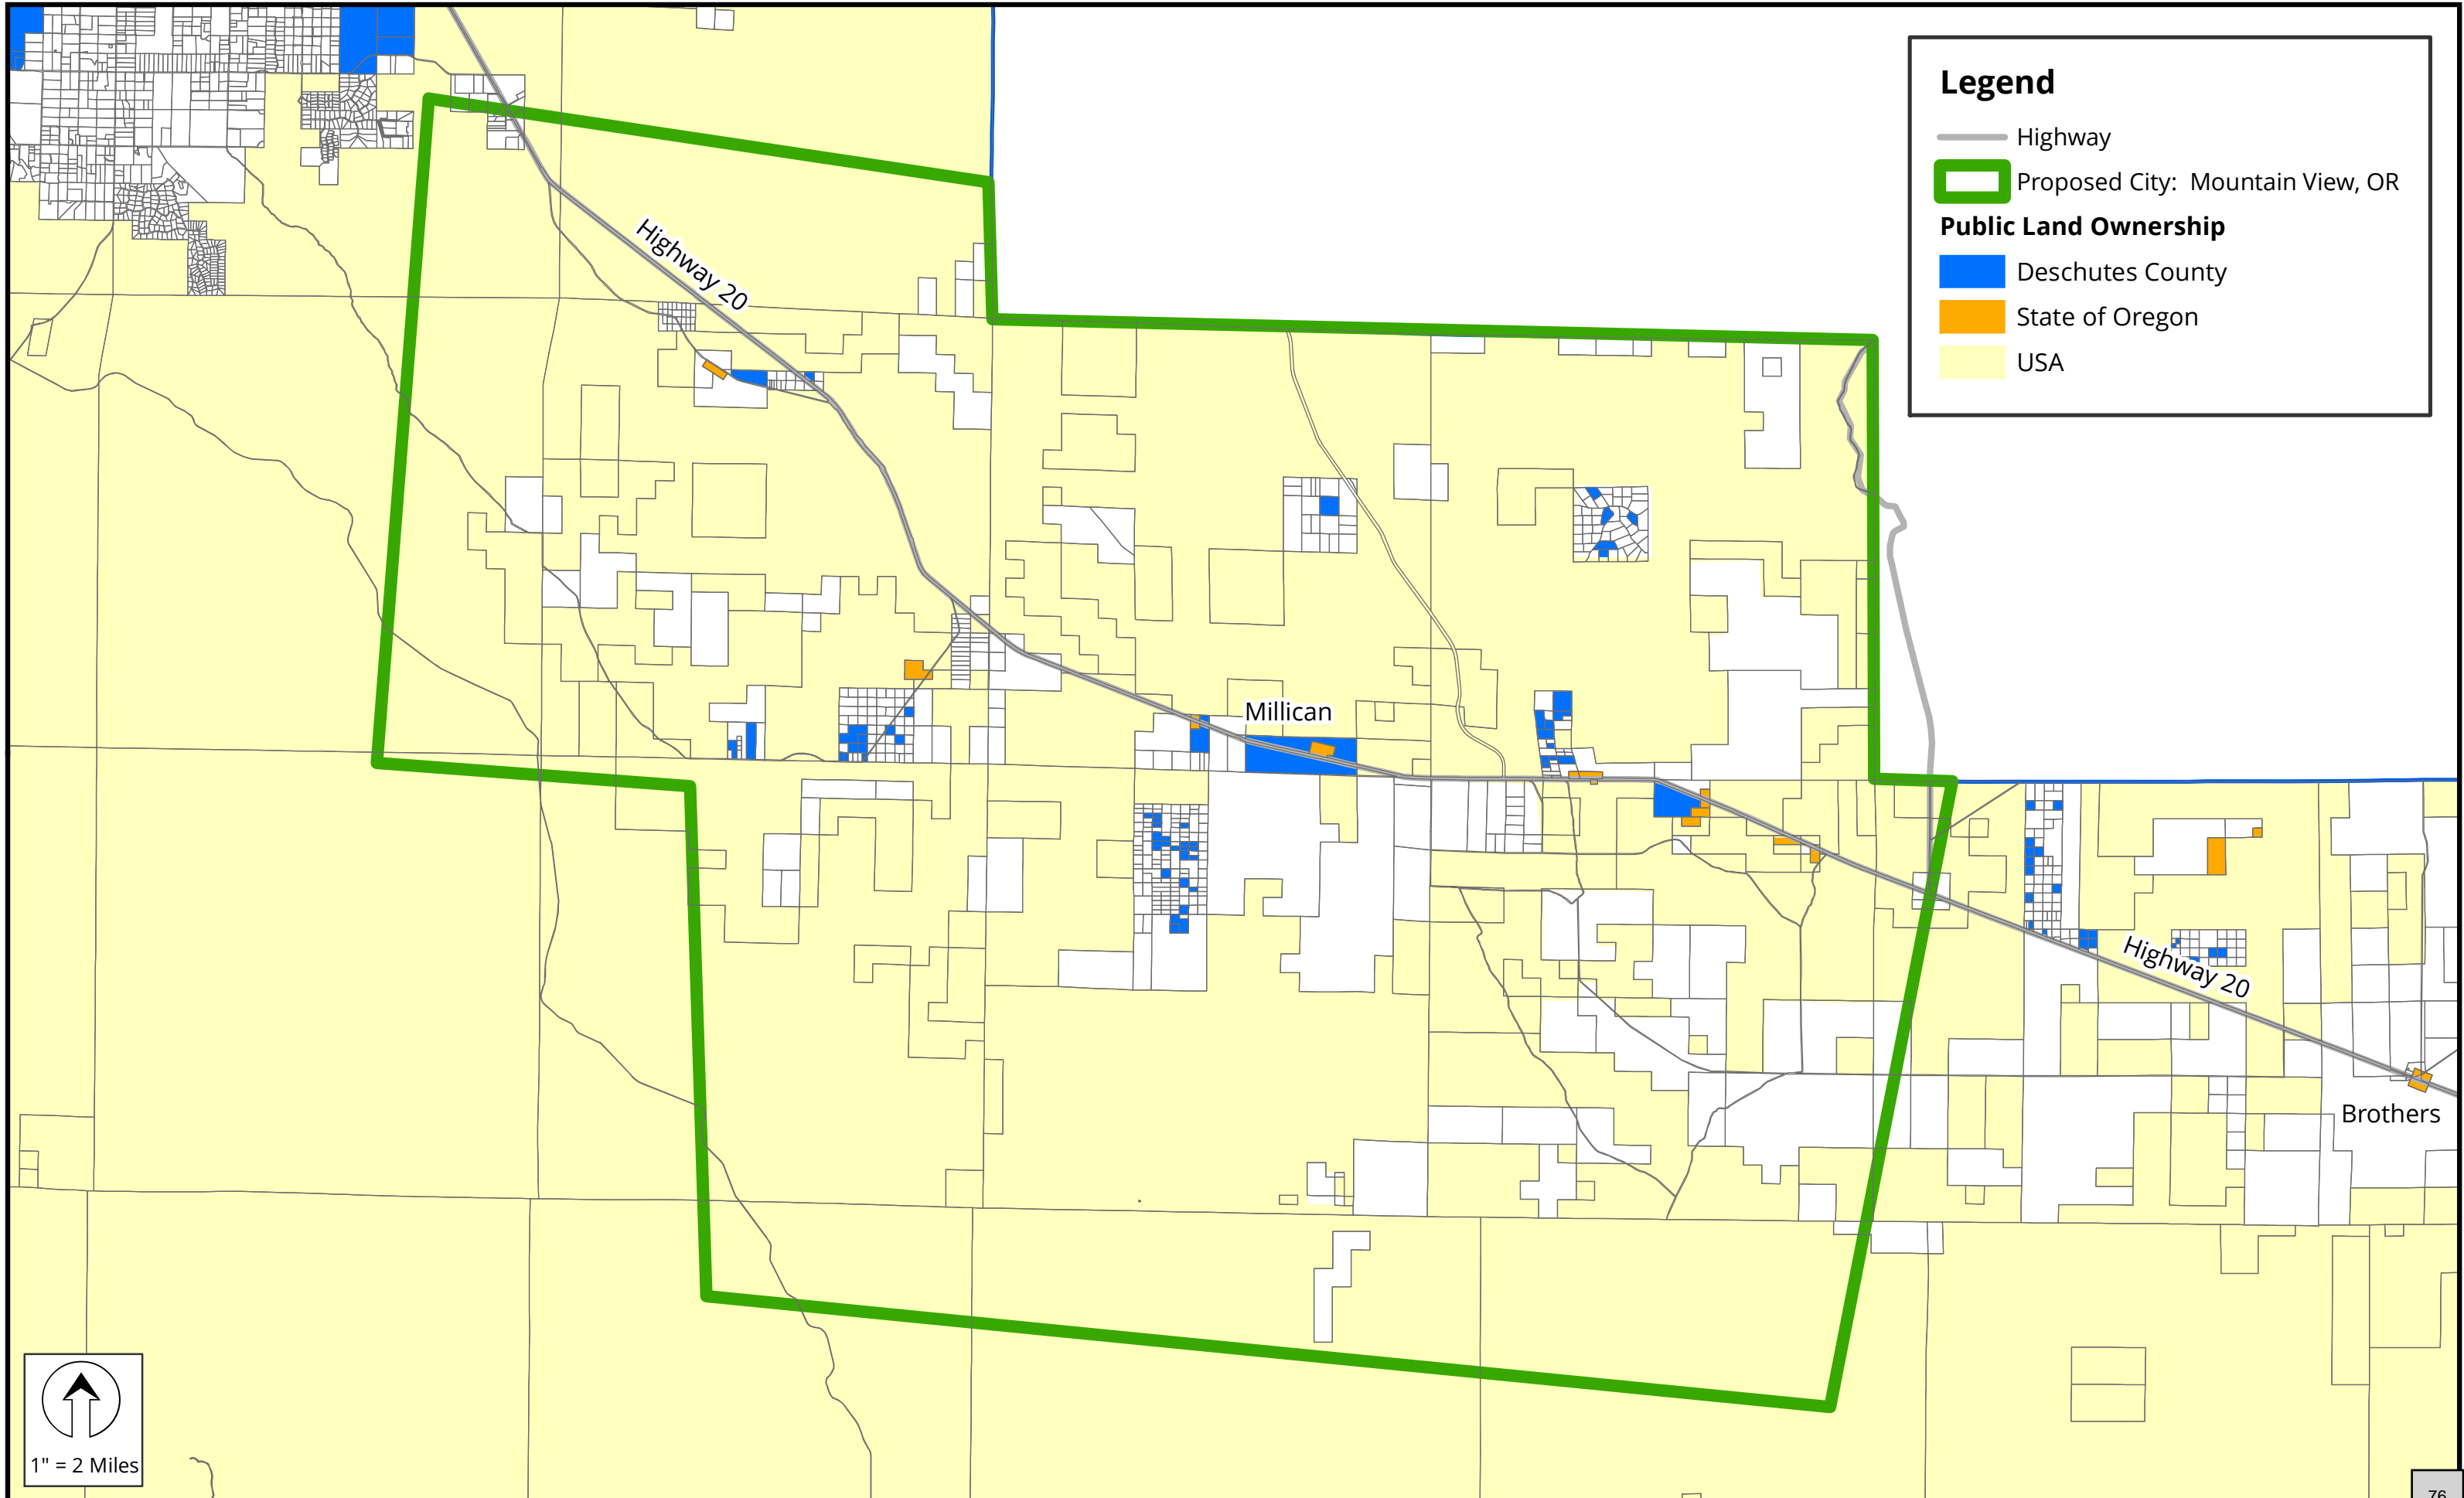 Legend
Highway
Proposed City: Mountain View, OR
Public Land Ownership
Deschutes County
State of Oregon
USA
Highway 20
Millican
Highway 20
Brothers
1" = 2 Miles
76